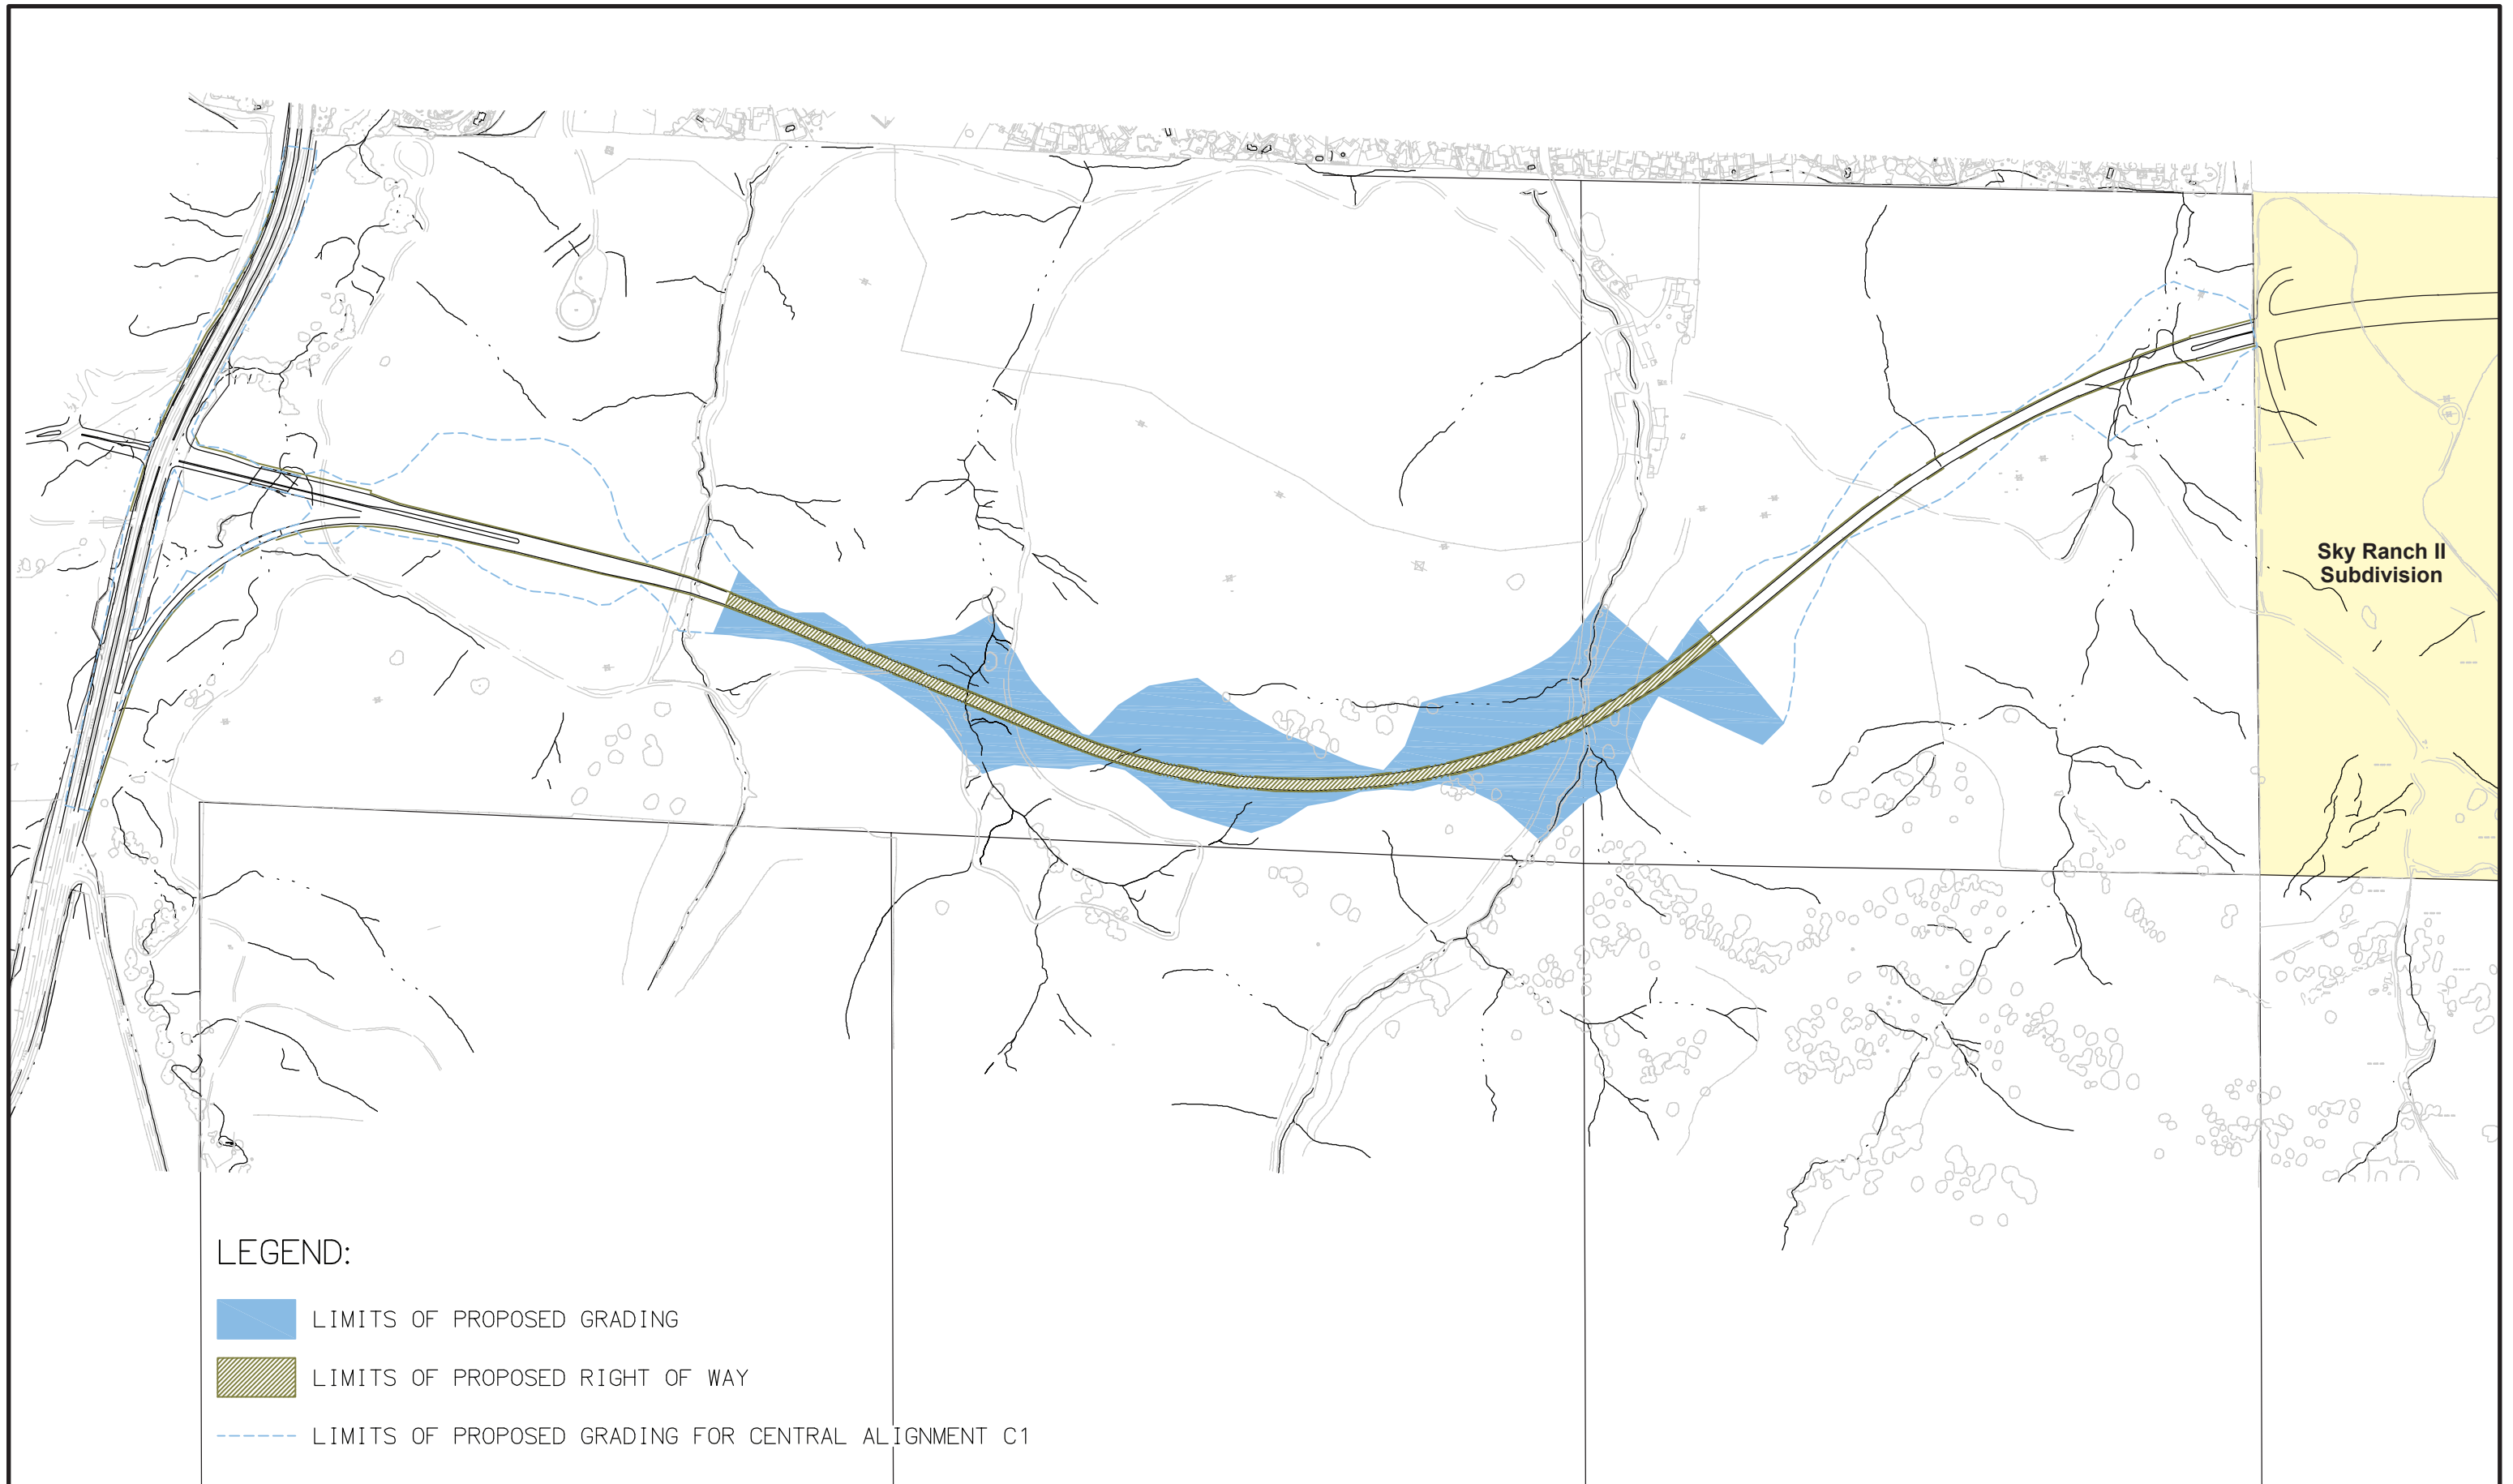 Sky Ranch II
Subdivision
LEGEND:
LIMITS OF PROPOSED GRADING
LIMITS OF PROPOSED RIGHT OF WAY
LIMITS OF PROPOSED GRADING FOR CENTRAL ALIGNMENT C1